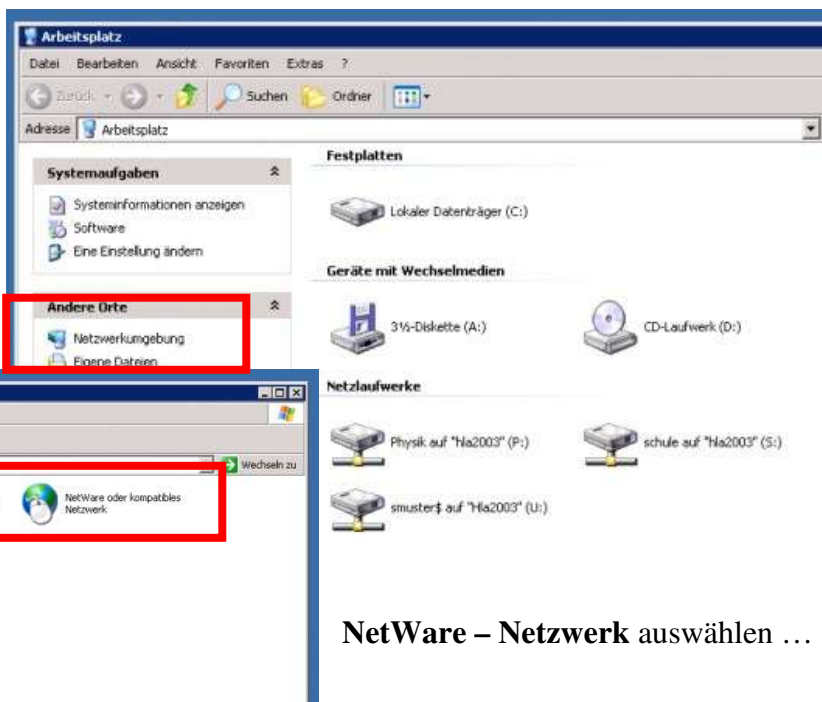 Arbeitsplatz
Datei Bearbeiten Ansicht Favoriten Extras ?
Zurück Suchen Ordner
Adresse Arbeitsplatz
Systemaufgaben
Systeminformationen anzeigen
Software
Eine Einstellung ändern
Andere Orte
Netzwerkumgebung
Eigene Dateien
Festplatten
Lokaler Datenträger (C:)
Geräte mit Wechselmedien
3½-Diskette (A:)
CD-Laufwerk (D:)
Netzlaufwerke
Physik auf "hla2003" (P:)
schule auf "hla2003" (S:)
smuster$ auf "Hla2003" (U:)
Wechseln zu
NetWare oder kompatibles
Netzwerk
NetWare – Netzwerk auswählen …